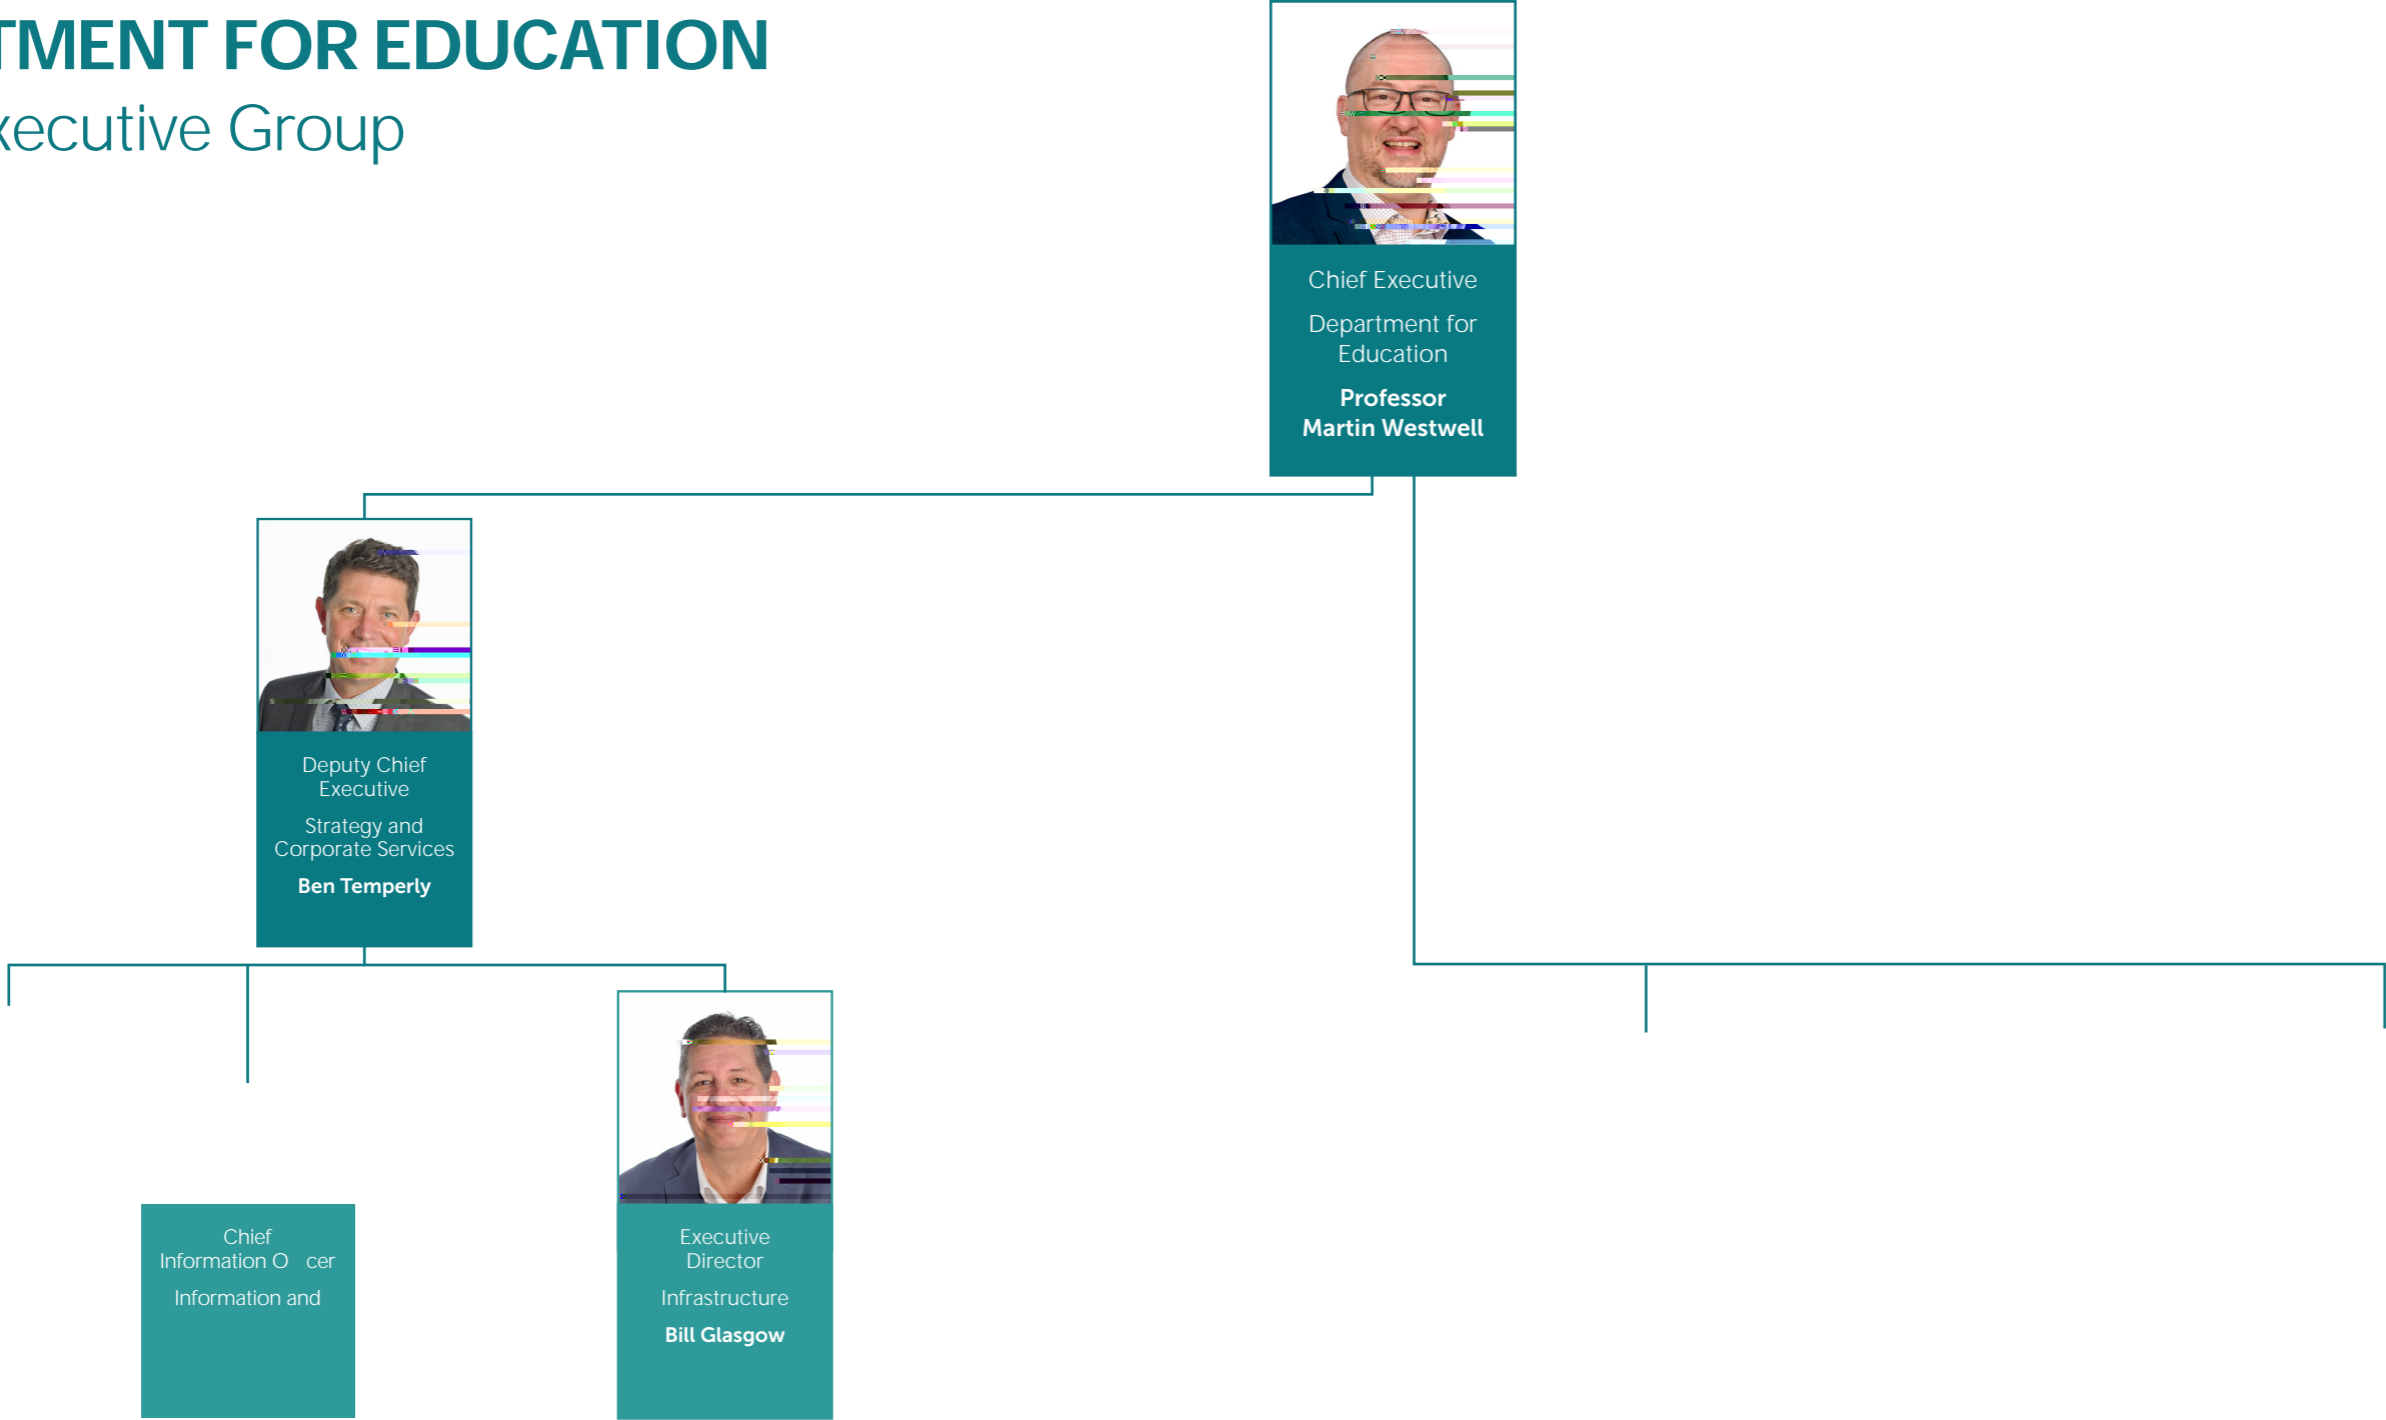 TMENT FOR EDUCATION
xecutive Group
Chief Executive
Department for
Education
Professor
Martin Westwell
Deputy Chief
Executive
Strategy and
Corporate Services
Ben Temperly
Chief
Information O cer
Information and
Executive
Director
Infrastructure
Bill Glasgow